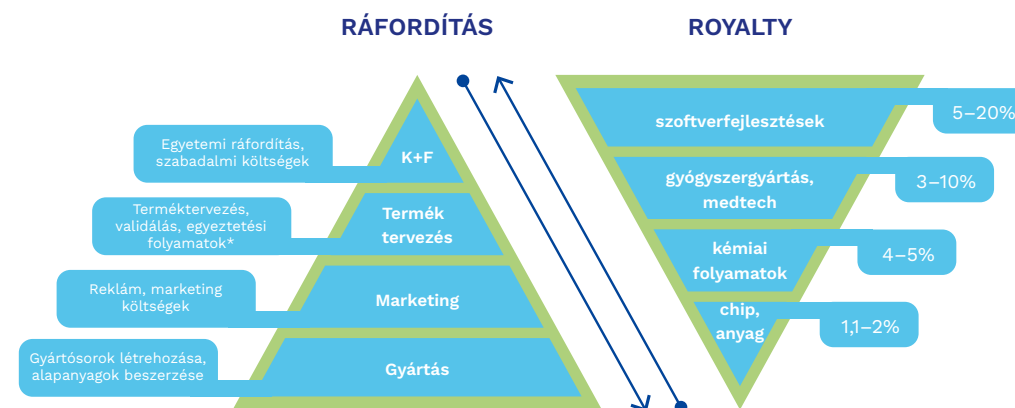 RÁFORDÍTÁS
Egyetemi ráfordítás,
szabadalmi költségek
K+F
Terméktervezés,
validálás, egyeztetési
folyamatok*
Termék
tervezés
Reklám, marketing
költségek
Marketing
Gyártósorok létrehozása,
alapanyagok beszerzése
Gyártás
ROYALTY
szoftverfejlesztések
5–20%
gyógyszergyártás,
medtech
3–10%
kémiai
folyamatok
4–5%
chip,
anyag
1,1–2%